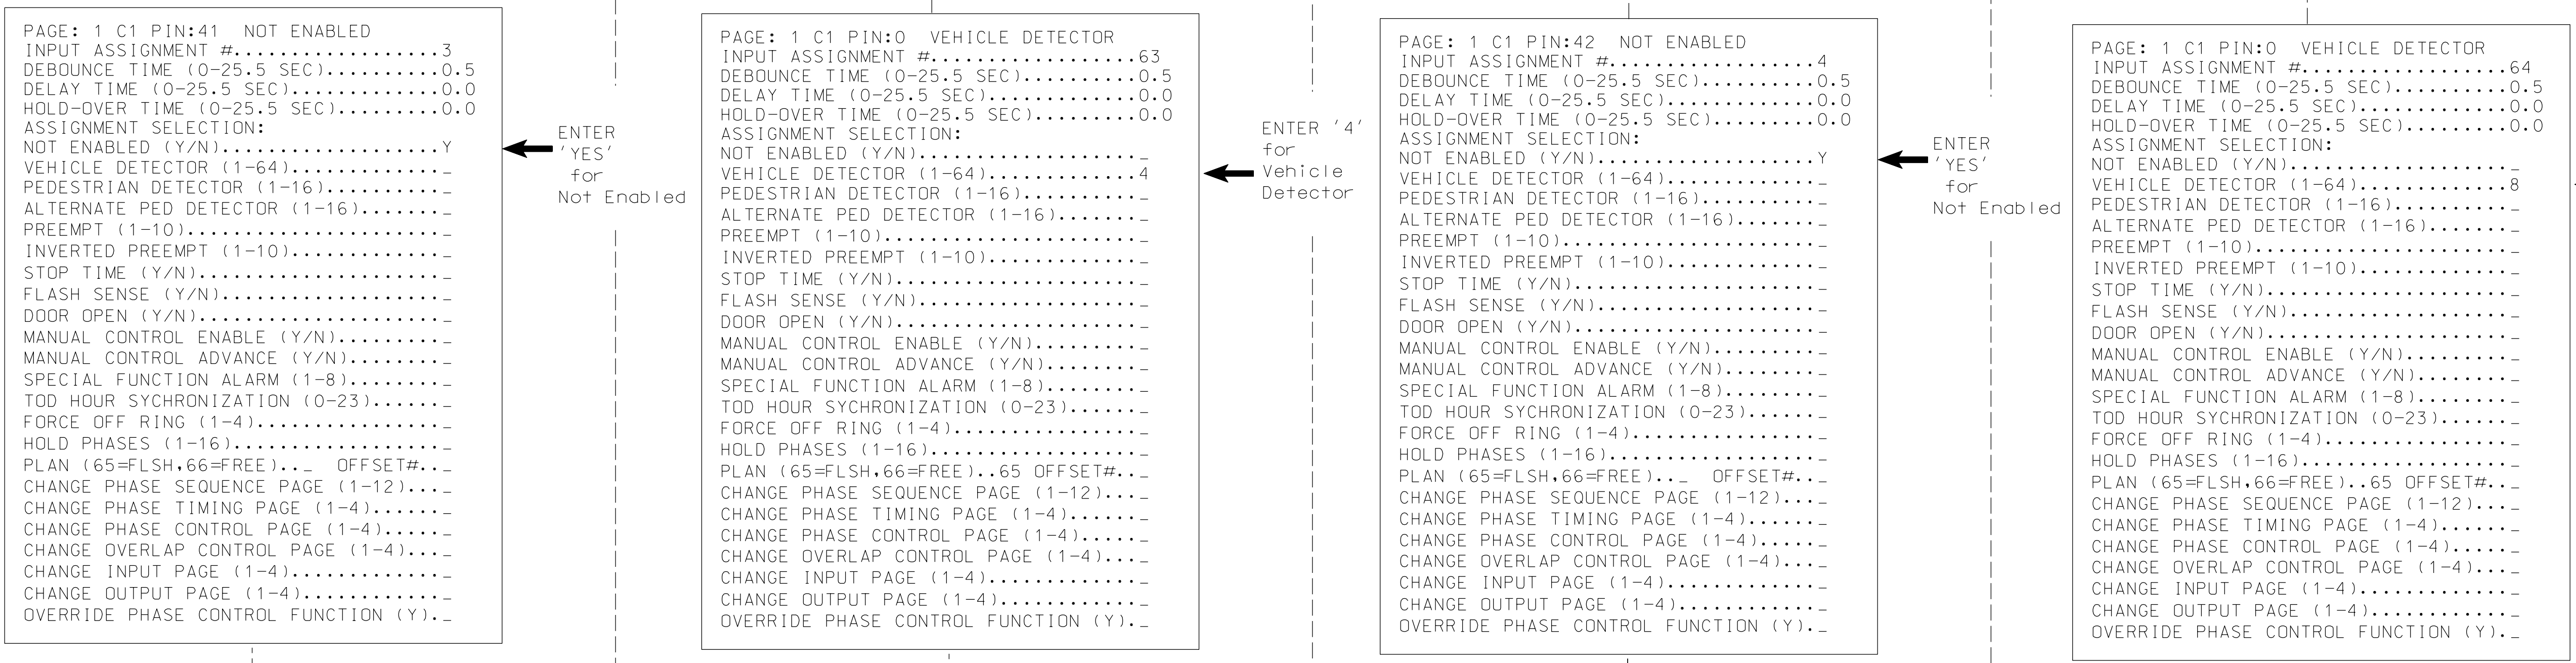 PAGE: 1 C1 PIN:41  NOT ENABLED
INPUT ASSIGNMENT #..................3
DEBOUNCE TIME (0-25.5 SEC)..........0.5
DELAY TIME (0-25.5 SEC).............0.0
HOLD-OVER TIME (0-25.5 SEC).........0.0
ASSIGNMENT SELECTION:
NOT ENABLED (Y/N)...................Y
VEHICLE DETECTOR (1-64)............._
PEDESTRIAN DETECTOR (1-16).........._
ALTERNATE PED DETECTOR (1-16)......._
PREEMPT (1-10)......................_
INVERTED PREEMPT (1-10)............._
STOP TIME (Y/N)....................._
FLASH SENSE (Y/N)..................._
DOOR OPEN (Y/N)....................._
MANUAL CONTROL ENABLE (Y/N)........._
MANUAL CONTROL ADVANCE (Y/N)........_
SPECIAL FUNCTION ALARM (1-8)........_
TOD HOUR SYCHRONIZATION (0-23)......_
FORCE OFF RING (1-4)................_
HOLD PHASES (1-16).................._
PLAN (65=FLSH,66=FREE).._  OFFSET#.._
CHANGE PHASE SEQUENCE PAGE (1-12)..._
CHANGE PHASE TIMING PAGE (1-4)......_
CHANGE PHASE CONTROL PAGE (1-4)....._
CHANGE OVERLAP CONTROL PAGE (1-4)..._
CHANGE INPUT PAGE (1-4)............._
CHANGE OUTPUT PAGE (1-4)............_
OVERRIDE PHASE CONTROL FUNCTION (Y)._
ENTER
'YES'
for
Not Enabled
PAGE: 1 C1 PIN:0  VEHICLE DETECTOR
INPUT ASSIGNMENT #..................63
DEBOUNCE TIME (0-25.5 SEC)..........0.5
DELAY TIME (0-25.5 SEC).............0.0
HOLD-OVER TIME (0-25.5 SEC).........0.0
ASSIGNMENT SELECTION:
NOT ENABLED (Y/N)..................._
VEHICLE DETECTOR (1-64).............4
PEDESTRIAN DETECTOR (1-16).........._
ALTERNATE PED DETECTOR (1-16)......._
PREEMPT (1-10)......................_
INVERTED PREEMPT (1-10)............._
STOP TIME (Y/N)....................._
FLASH SENSE (Y/N)..................._
DOOR OPEN (Y/N)....................._
MANUAL CONTROL ENABLE (Y/N)........._
MANUAL CONTROL ADVANCE (Y/N)........_
SPECIAL FUNCTION ALARM (1-8)........_
TOD HOUR SYCHRONIZATION (0-23)......_
FORCE OFF RING (1-4)................_
HOLD PHASES (1-16).................._
PLAN (65=FLSH,66=FREE)..65 OFFSET#.._
CHANGE PHASE SEQUENCE PAGE (1-12)..._
CHANGE PHASE TIMING PAGE (1-4)......_
CHANGE PHASE CONTROL PAGE (1-4)....._
CHANGE OVERLAP CONTROL PAGE (1-4)..._
CHANGE INPUT PAGE (1-4)............._
CHANGE OUTPUT PAGE (1-4)............_
OVERRIDE PHASE CONTROL FUNCTION (Y)._
ENTER '4'
for
Vehicle
Detector
PAGE: 1 C1 PIN:42  NOT ENABLED
INPUT ASSIGNMENT #..................4
DEBOUNCE TIME (0-25.5 SEC)..........0.5
DELAY TIME (0-25.5 SEC).............0.0
HOLD-OVER TIME (0-25.5 SEC).........0.0
ASSIGNMENT SELECTION:
NOT ENABLED (Y/N)...................Y
VEHICLE DETECTOR (1-64)............._
PEDESTRIAN DETECTOR (1-16).........._
ALTERNATE PED DETECTOR (1-16)......._
PREEMPT (1-10)......................_
INVERTED PREEMPT (1-10)............._
STOP TIME (Y/N)....................._
FLASH SENSE (Y/N)..................._
DOOR OPEN (Y/N)....................._
MANUAL CONTROL ENABLE (Y/N)........._
MANUAL CONTROL ADVANCE (Y/N)........_
SPECIAL FUNCTION ALARM (1-8)........_
TOD HOUR SYCHRONIZATION (0-23)......_
FORCE OFF RING (1-4)................_
HOLD PHASES (1-16).................._
PLAN (65=FLSH,66=FREE).._  OFFSET#.._
CHANGE PHASE SEQUENCE PAGE (1-12)..._
CHANGE PHASE TIMING PAGE (1-4)......_
CHANGE PHASE CONTROL PAGE (1-4)....._
CHANGE OVERLAP CONTROL PAGE (1-4)..._
CHANGE INPUT PAGE (1-4)............._
CHANGE OUTPUT PAGE (1-4)............_
OVERRIDE PHASE CONTROL FUNCTION (Y)._
ENTER
'YES'
for
Not Enabled
PAGE: 1 C1 PIN:0  VEHICLE DETECTOR
INPUT ASSIGNMENT #..................64
DEBOUNCE TIME (0-25.5 SEC)..........0.5
DELAY TIME (0-25.5 SEC).............0.0
HOLD-OVER TIME (0-25.5 SEC).........0.0
ASSIGNMENT SELECTION:
NOT ENABLED (Y/N)..................._
VEHICLE DETECTOR (1-64).............8
PEDESTRIAN DETECTOR (1-16).........._
ALTERNATE PED DETECTOR (1-16)......._
PREEMPT (1-10)......................_
INVERTED PREEMPT (1-10)............._
STOP TIME (Y/N)....................._
FLASH SENSE (Y/N)..................._
DOOR OPEN (Y/N)....................._
MANUAL CONTROL ENABLE (Y/N)........._
MANUAL CONTROL ADVANCE (Y/N)........_
SPECIAL FUNCTION ALARM (1-8)........_
TOD HOUR SYCHRONIZATION (0-23)......_
FORCE OFF RING (1-4)................_
HOLD PHASES (1-16).................._
PLAN (65=FLSH,66=FREE)..65 OFFSET#.._
CHANGE PHASE SEQUENCE PAGE (1-12)..._
CHANGE PHASE TIMING PAGE (1-4)......_
CHANGE PHASE CONTROL PAGE (1-4)....._
CHANGE OVERLAP CONTROL PAGE (1-4)..._
CHANGE INPUT PAGE (1-4)............._
CHANGE OUTPUT PAGE (1-4)............_
OVERRIDE PHASE CONTROL FUNCTION (Y)._